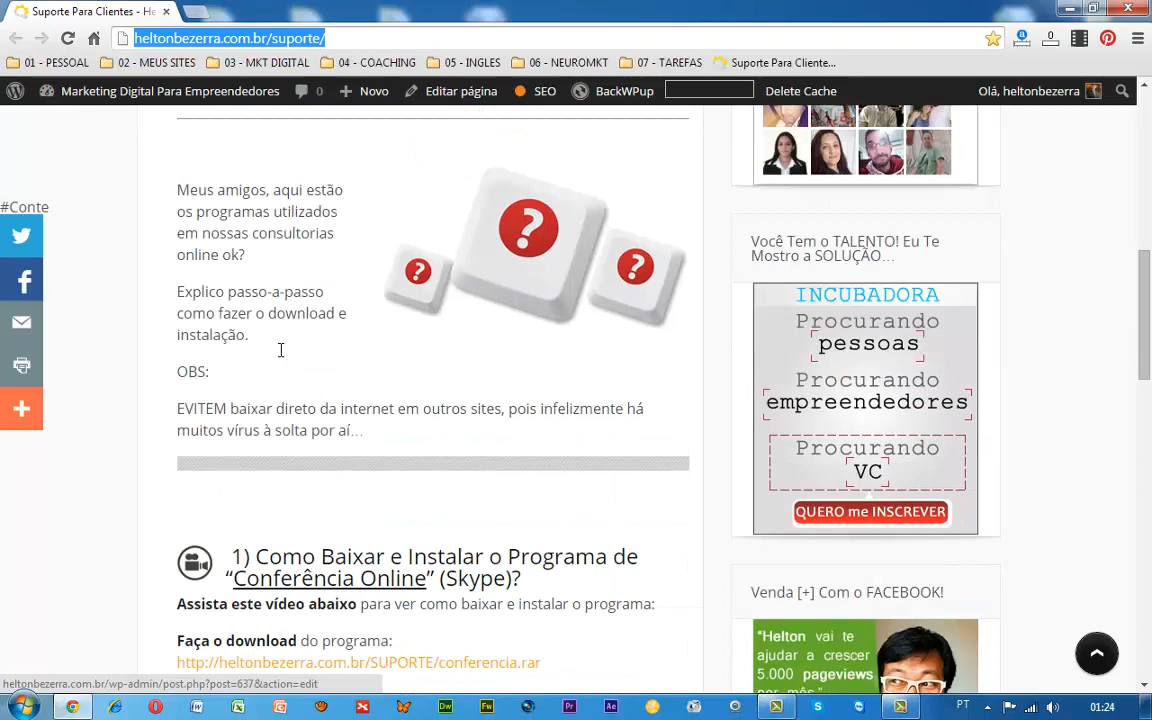 Suporte Para Clientes - He
heltonbezerra.com.br/suporte/
01 - PESSOAL
02 - MEUS SITES
03 - MKT DIGITAL
04 - COACHING
05 - INGLES
06 - NEUROMKT
07 - TAREFAS
Suporte Para Cliente...
Marketing Digital Para Empreendedores
0
Novo
Editar página
SEO
BackWPup
Delete Cache
Olá, heltonbezerra
#Conte
Meus amigos, aqui estão
os programas utilizados
em nossas consultorias
online ok?
Explico passo-a-passo
como fazer o download e
instalação.
OBS:
EVITEM baixar direto da internet em outros sites, pois infelizmente há
muitos vírus à solta por aí…
? ? ?
1) Como Baixar e Instalar o Programa de
“Conferência Online” (Skype)?
Assista este vídeo abaixo para ver como baixar e instalar o programa:
Faça o download do programa:
http://heltonbezerra.com.br/SUPORTE/conferencia.rar
Você Tem o TALENTO! Eu Te
Mostro a SOLUÇÃO…
INCUBADORA
Procurando
pessoas
Procurando
empreendedores
Procurando
VC
QUERO me INSCREVER
Venda [+] Com o FACEBOOK!
"Helton vai te
ajudar a crescer
5.000 pageviews
por mês."
heltonbezerra.com.br/wp-admin/post.php?post=637&action=edit
Dw
Fw
Pr
Ae
PT
01:24